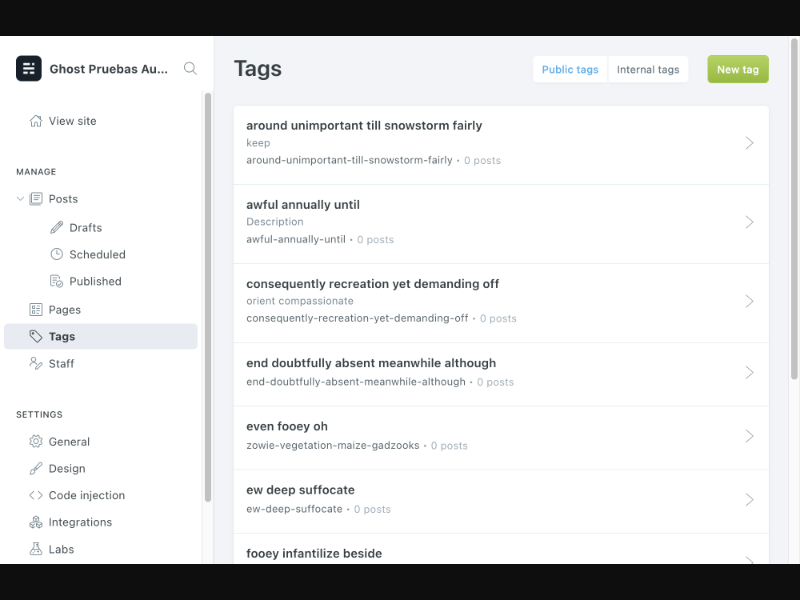 Ghost Pruebas Au...
View site
MANAGE
Posts
Drafts
Scheduled
Published
Pages
Tags
Staff
SETTINGS
General
Design
Code injection
Integrations
Labs
Tags
Public tags
Internal tags
New tag
around unimportant till snowstorm fairly
keep
around-unimportant-till-snowstorm-fairly • 0 posts
awful annually until
Description
awful-annually-until • 0 posts
consequently recreation yet demanding off
orient compassionate
consequently-recreation-yet-demanding-off • 0 posts
end doubtfully absent meanwhile although
end-doubtfully-absent-meanwhile-although • 0 posts
even fooey oh
zowie-vegetation-maize-gadzooks • 0 posts
ew deep suffocate
ew-deep-suffocate • 0 posts
fooey infantilize beside